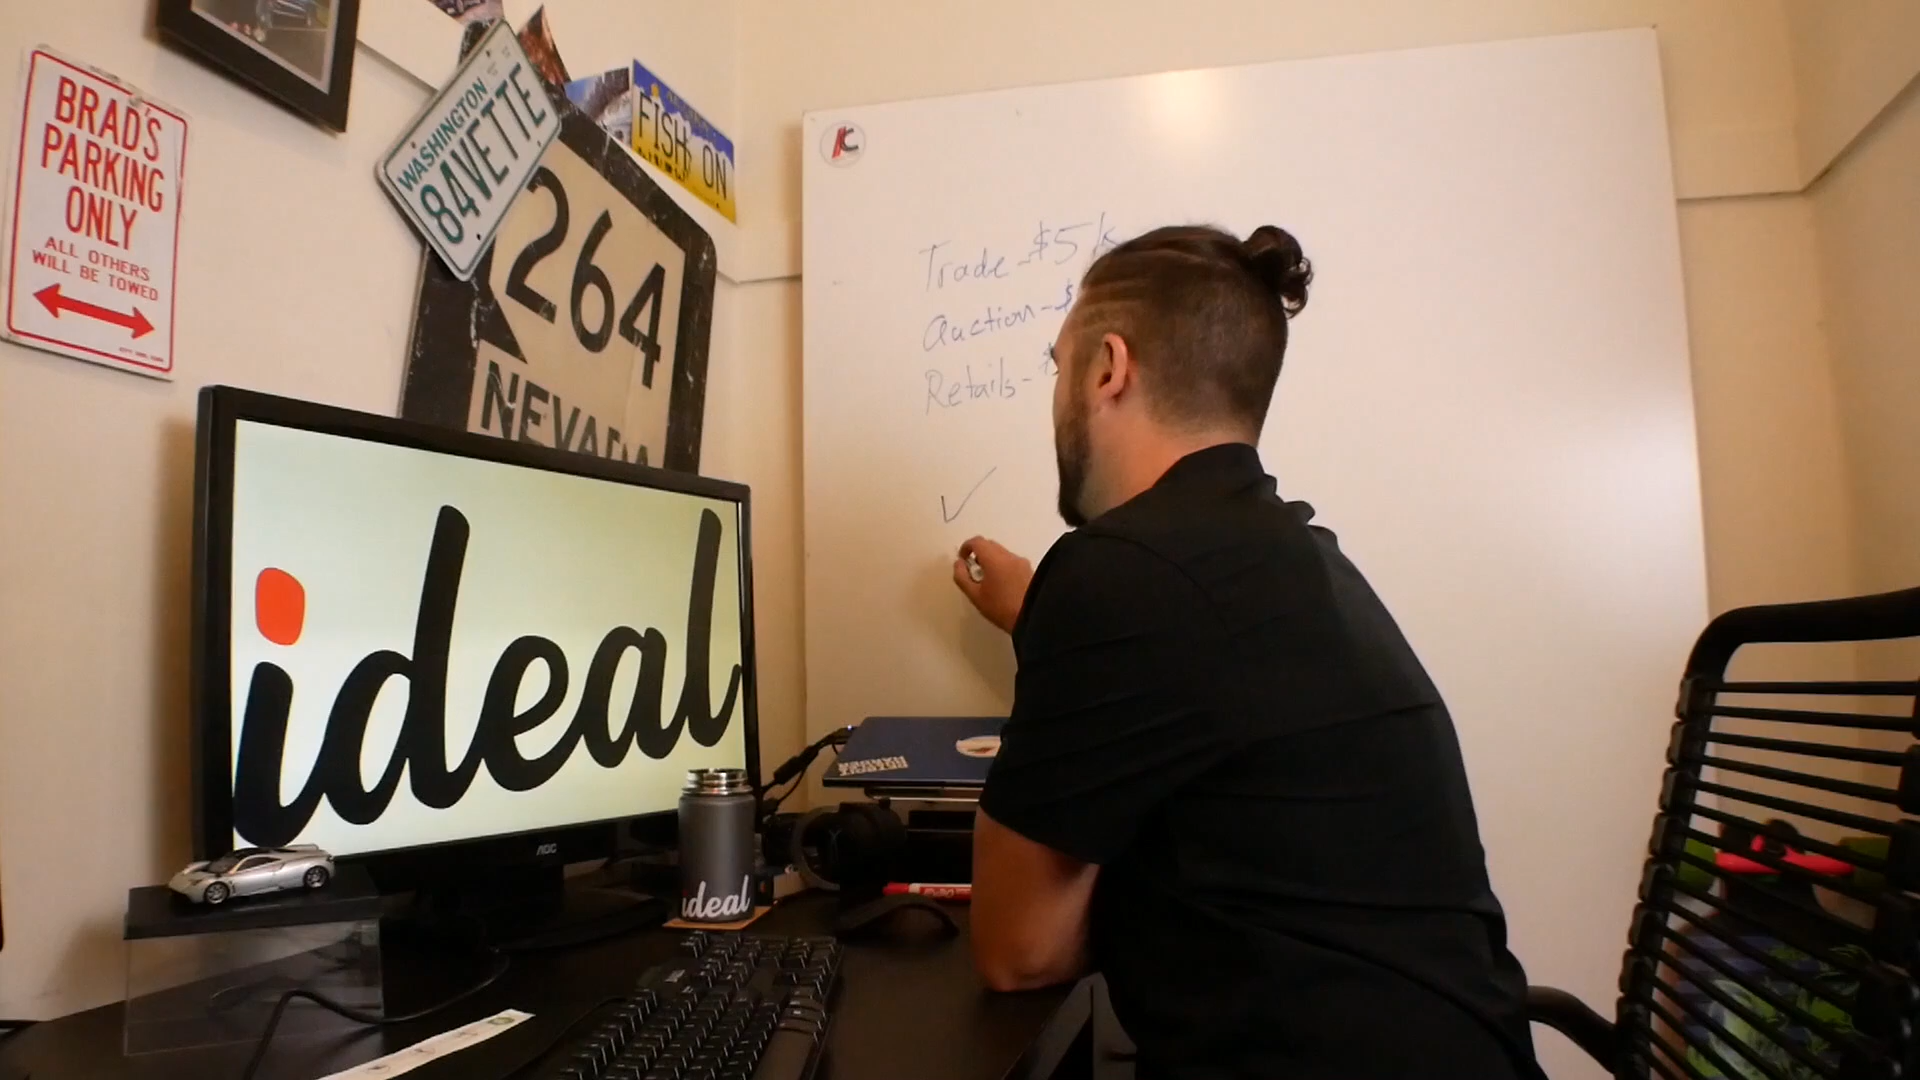 BRAD'S
PARKING
ONLY
ALL OTHERS
WILL BE TOWED
WASHINGTON
84VETTE
FISH ON
264
NEVADA
Trade - $5k
Auction - $
Retails - $
ideal
AOC
ideal